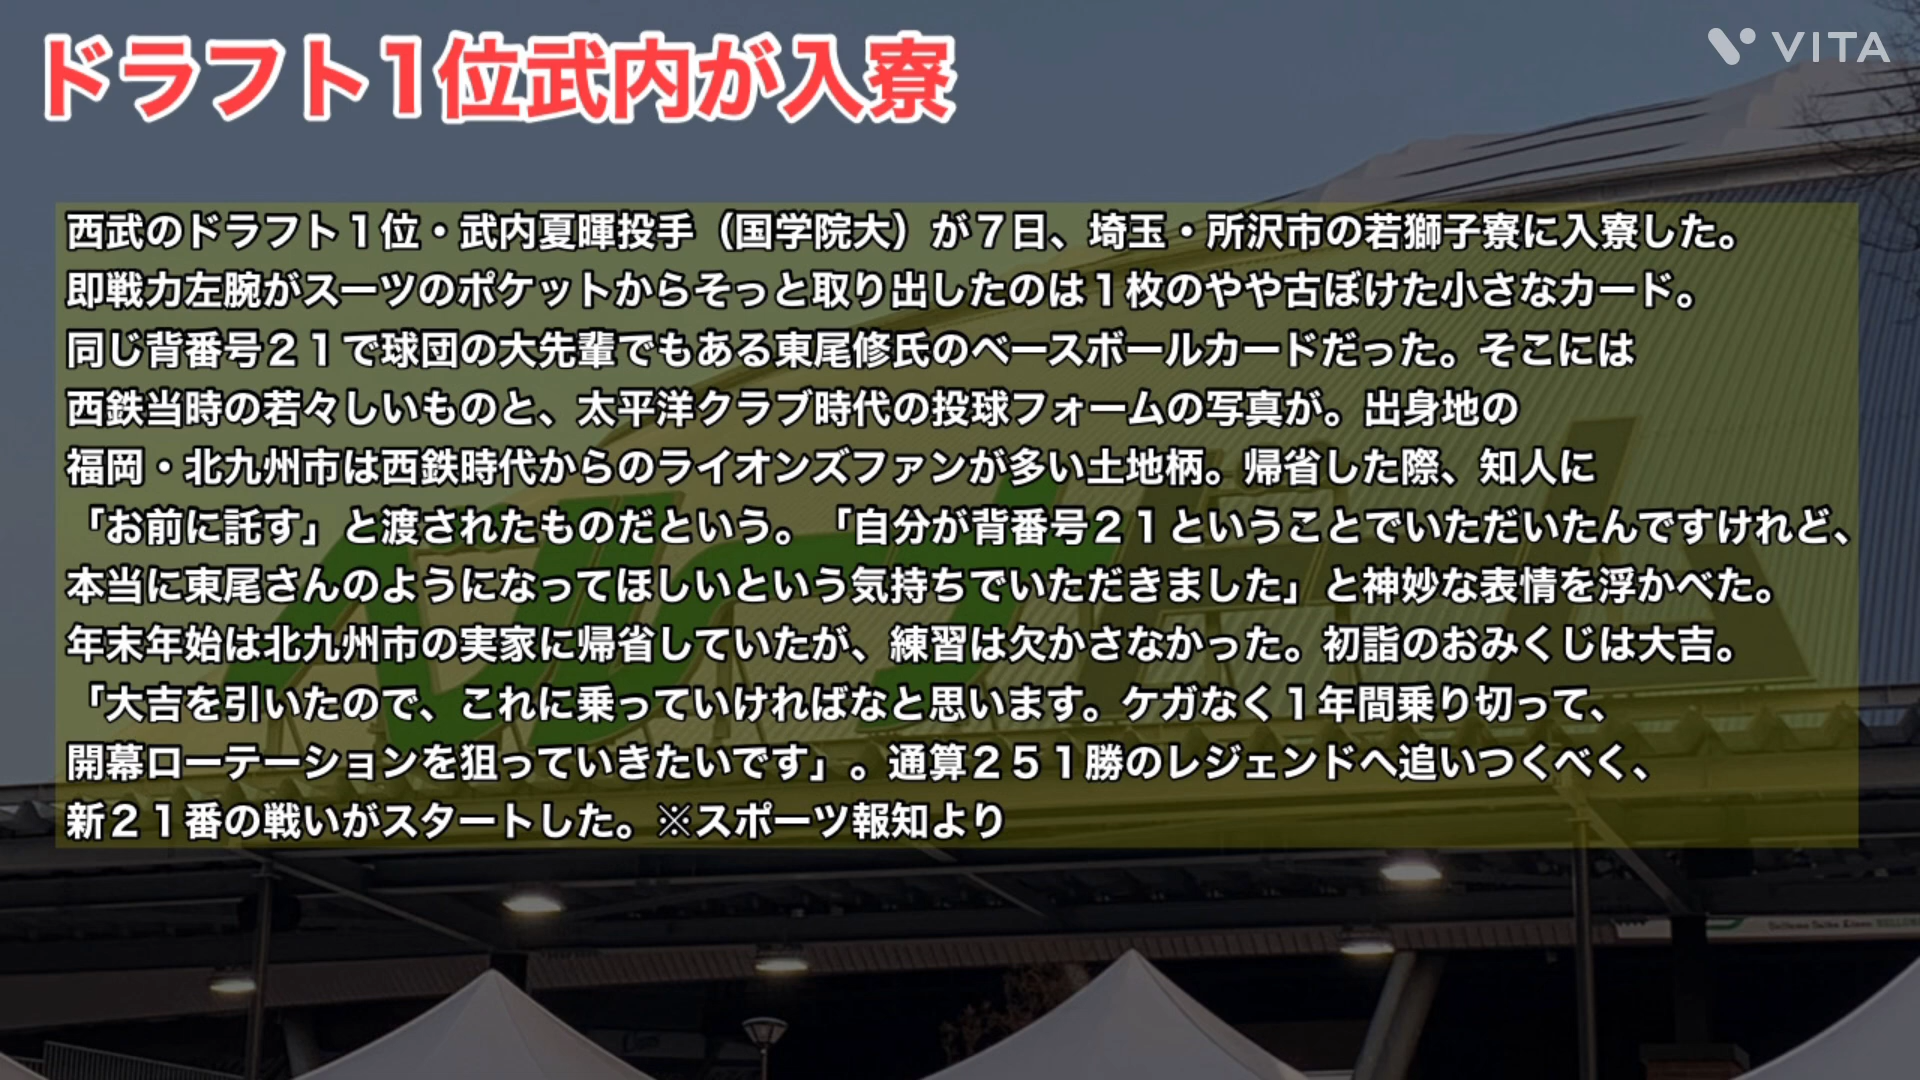 ドラフト1位武内が入寮
VITA
西武のドラフト１位・武内夏暉投手（国学院大）が７日、埼玉・所沢市の若獅子寮に入寮した。
即戦力左腕がスーツのポケットからそっと取り出したのは１枚のやや古ぼけた小さなカード。
同じ背番号２１で球団の大先輩でもある東尾修氏のベースボールカードだった。そこには
西鉄当時の若々しいものと、太平洋クラブ時代の投球フォームの写真が。出身地の
福岡・北九州市は西鉄時代からのライオンズファンが多い土地柄。帰省した際、知人に
「お前に託す」と渡されたものだという。「自分が背番号２１ということでいただいたんですけれど、
本当に東尾さんのようになってほしいという気持ちでいただきました」と神妙な表情を浮かべた。
年末年始は北九州市の実家に帰省していたが、練習は欠かさなかった。初詣のおみくじは大吉。
「大吉を引いたので、これに乗っていければなと思います。ケガなく１年間乗り切って、
開幕ローテーションを狙っていきたいです」。通算２５１勝のレジェンドへ追いつくべく、
新２１番の戦いがスタートした。※スポーツ報知より